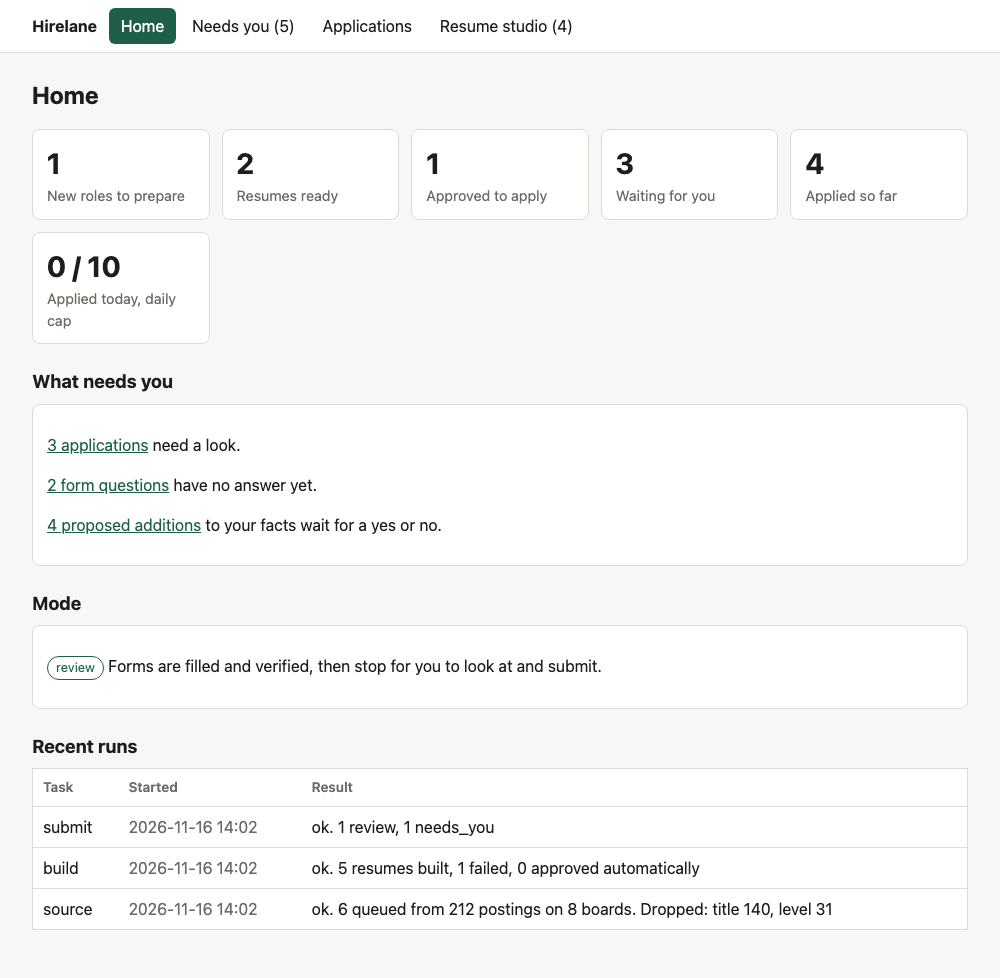 Hirelane Home Needs you (5) Applications Resume studio (4)
Home
1 2 1 3 4
New roles to prepare Resumes ready Approved to apply Waiting for you Applied so far
0 / 10
Applied today, daily
cap
What needs you
3 applications need a look.
2 form questions have no answer yet.
4 proposed additions to your facts wait for a yes or no.
Mode
review Forms are filled and verified, then stop for you to look at and submit.
Recent runs
Task Started Result
submit 2026-11-16 14:02 ok. 1 review, 1 needs_you
build 2026-11-16 14:02 ok. 5 resumes built, 1 failed, 0 approved automatically
source 2026-11-16 14:02 ok. 6 queued from 212 postings on 8 boards. Dropped: title 140, level 31